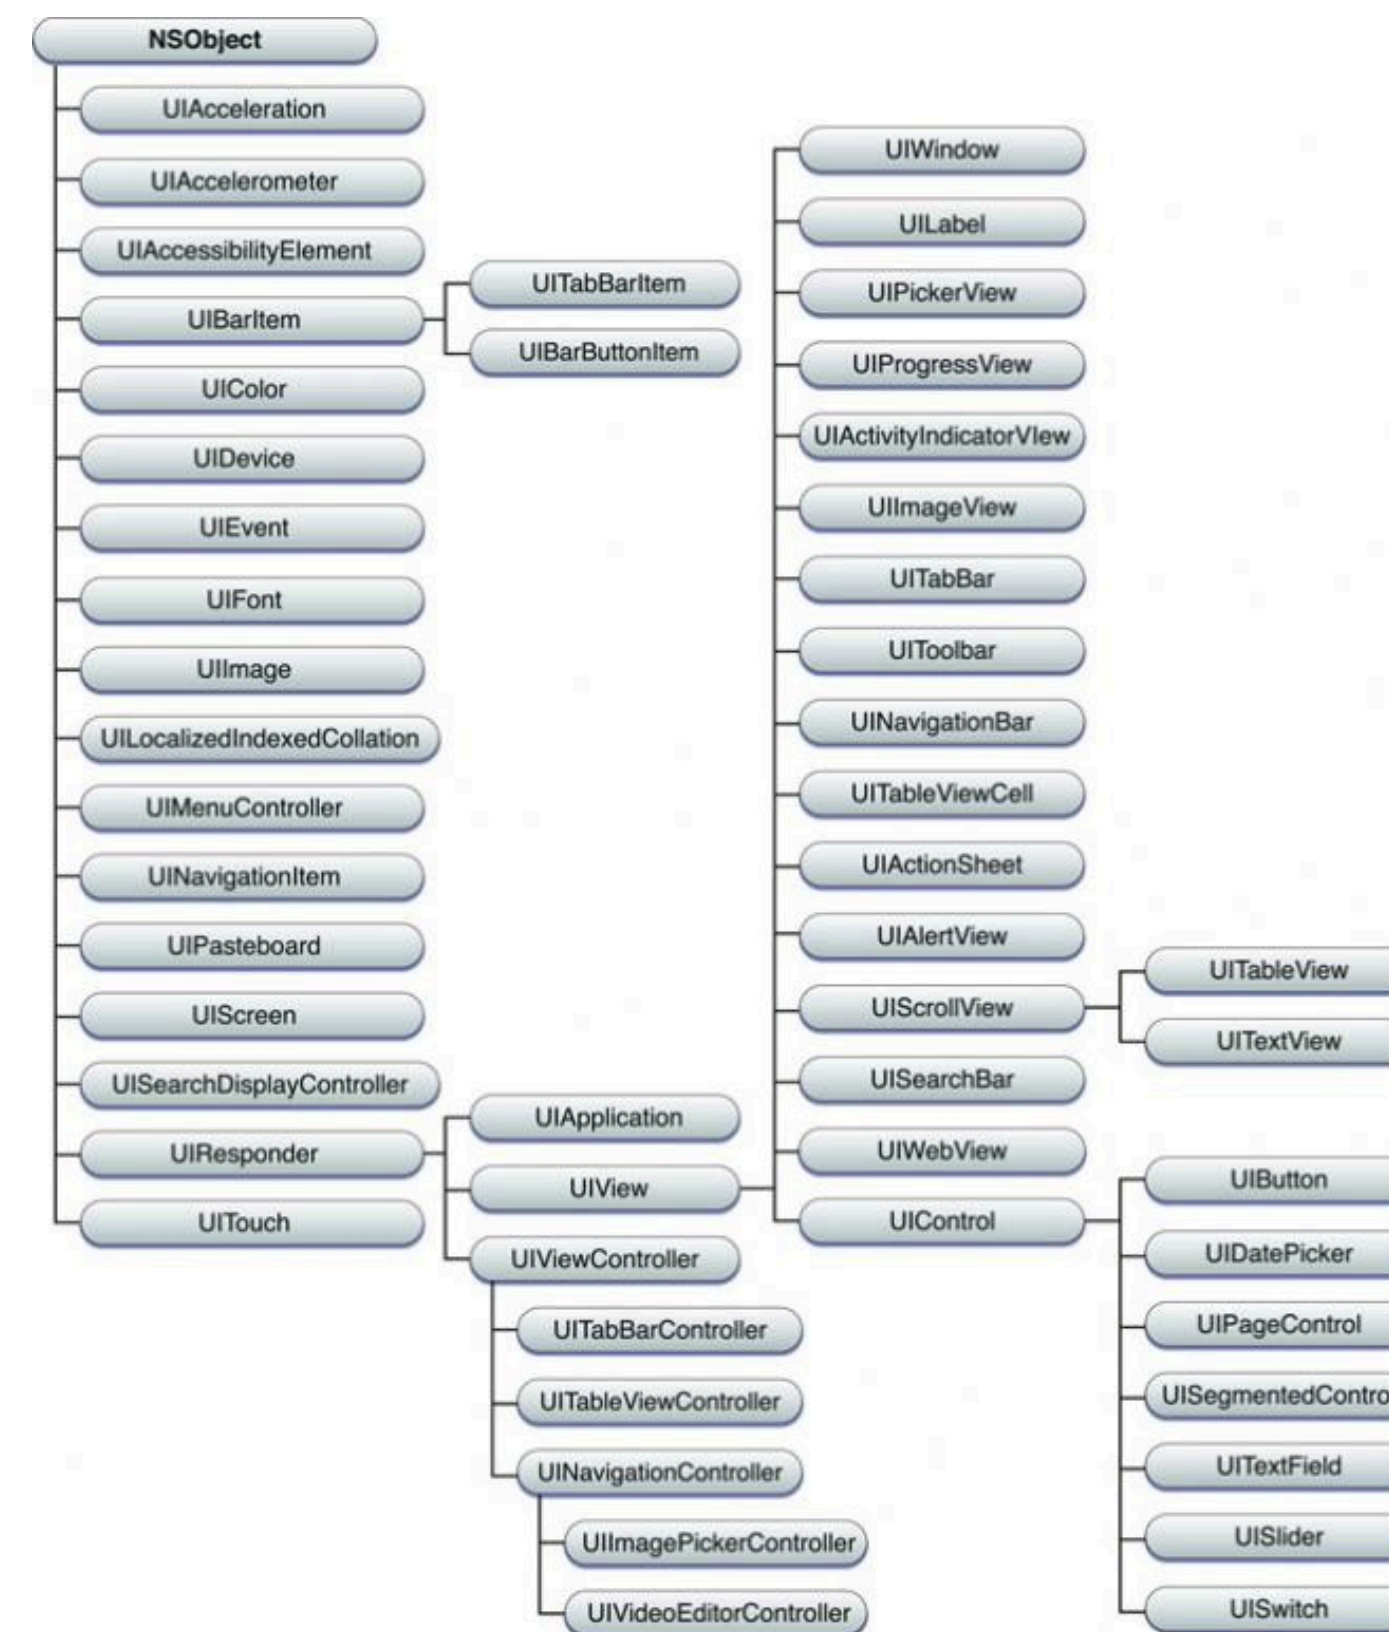 NSObject
UIAcceleration
UIAccelerometer
UIAccessibilityElement
UIBarItem
UIColor
UIDevice
UIEvent
UIFont
UIImage
UILocalizedIndexedCollation
UIMenuController
UINavigationItem
UIPasteboard
UIScreen
UISearchDisplayController
UIResponder
UITouch
UITabBarItem
UIBarButtonItem
UIApplication
UIView
UIViewController
UITabBarController
UITableViewController
UINavigationController
UIImagePickerController
UIVideoEditorController
UIWindow
UILabel
UIPickerView
UIProgressView
UIActivityIndicatorVIew
UIImageView
UITabBar
UIToolbar
UINavigationBar
UITableViewCell
UIActionSheet
UIAlertView
UIScrollView
UISearchBar
UIWebView
UIControl
UITableView
UITextView
UIButton
UIDatePicker
UIPageControl
UISegmentedContro
UITextField
UISlider
UISwitch